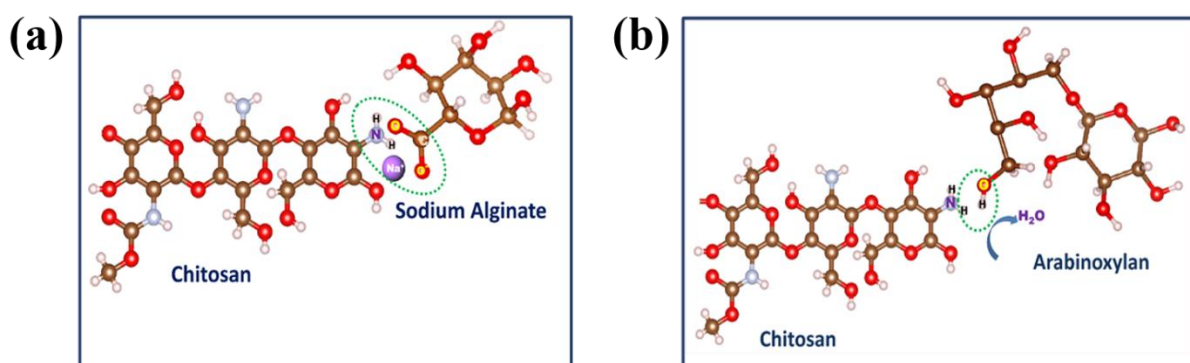 (a)
H
N
H
O
C
O
Na⁺
Sodium Alginate
Chitosan
(b)
H
N
H
O
H
H₂O
Arabinoxylan
Chitosan